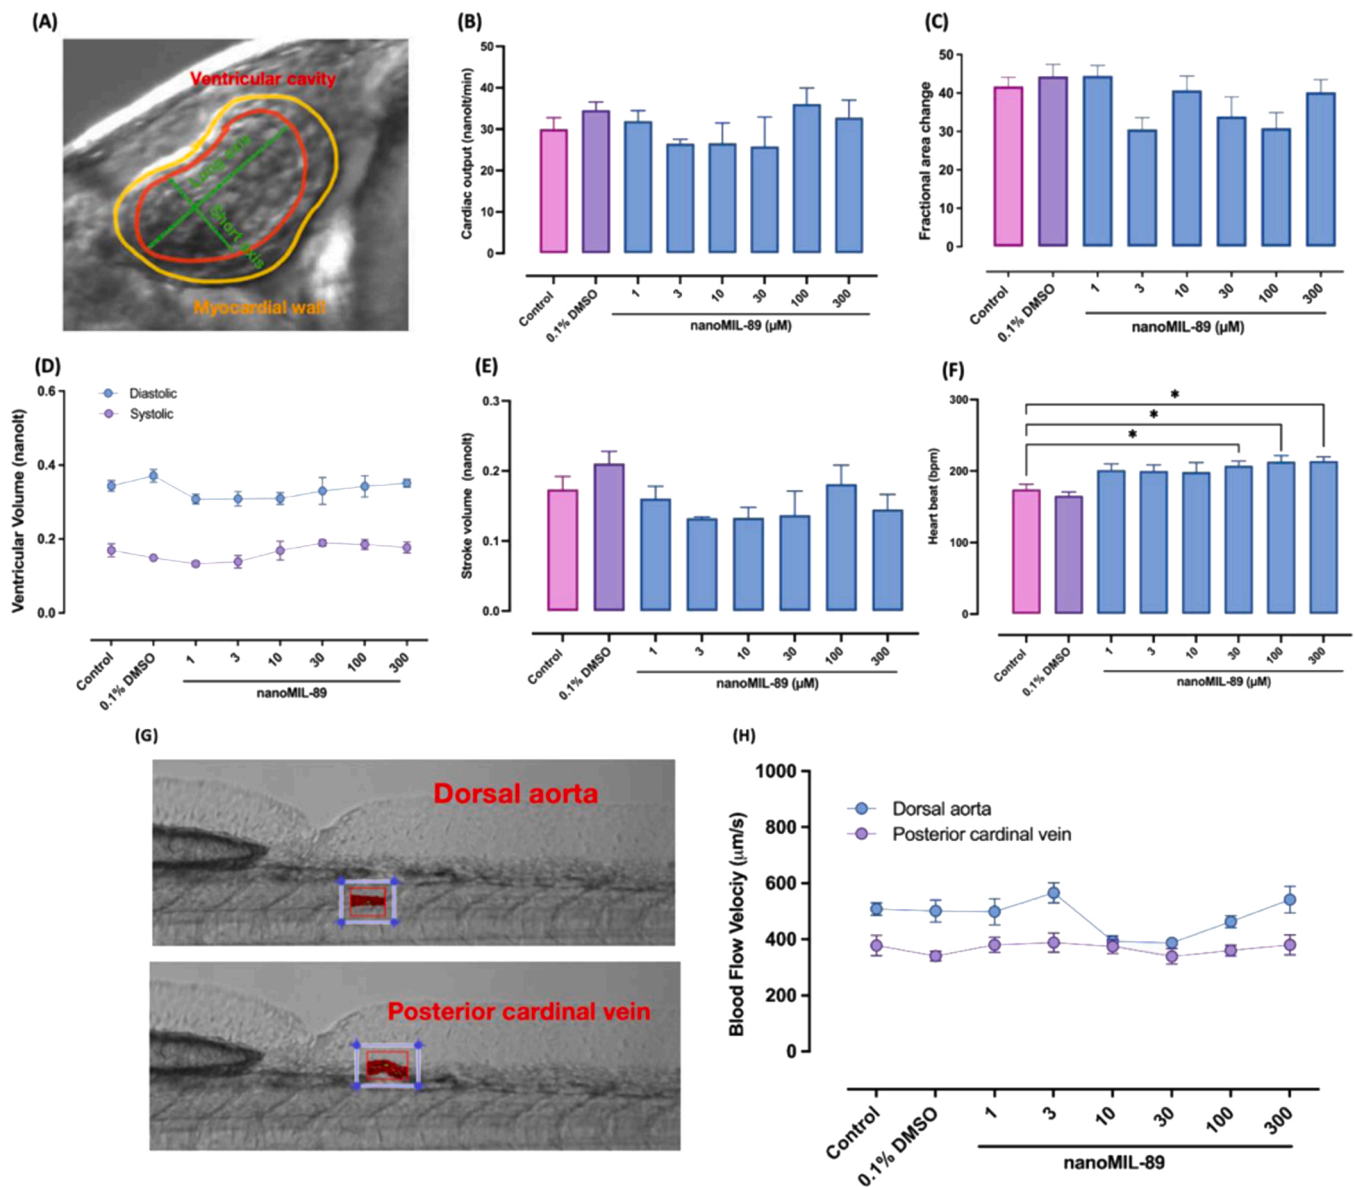 (A)
Ventricular cavity
Long axis
Short axis
Myocardial wall
(B)
Cardiac output (nanolt/min)
50
40
30
20
10
0
Control
0.1% DMSO
1
3
10
30
100
300
nanoMIL-89 (μM)
(C)
Fractional area change
50
40
30
20
10
0
Control
0.1% DMSO
1
3
10
30
100
300
nanoMIL-89 (μM)
(D)
Ventricular Volume (nanolt)
0.6
0.4
0.2
0.0
Diastolic
Systolic
Control
0.1% DMSO
1
3
10
30
100
300
nanoMIL-89
(E)
Stroke volume (nanolt)
0.3
0.2
0.1
0.0
Control
0.1% DMSO
1
3
10
30
100
300
nanoMIL-89 (μM)
(F)
Heart beat (bpm)
300
200
100
0
*
*
*
Control
0.1% DMSO
1
3
10
30
100
300
nanoMIL-89 (μM)
(G)
Dorsal aorta
Posterior cardinal vein
(H)
Blood Flow Velociy (μm/s)
1000
800
600
400
200
0
Dorsal aorta
Posterior cardinal vein
Control
0.1% DMSO
1
3
10
30
100
300
nanoMIL-89